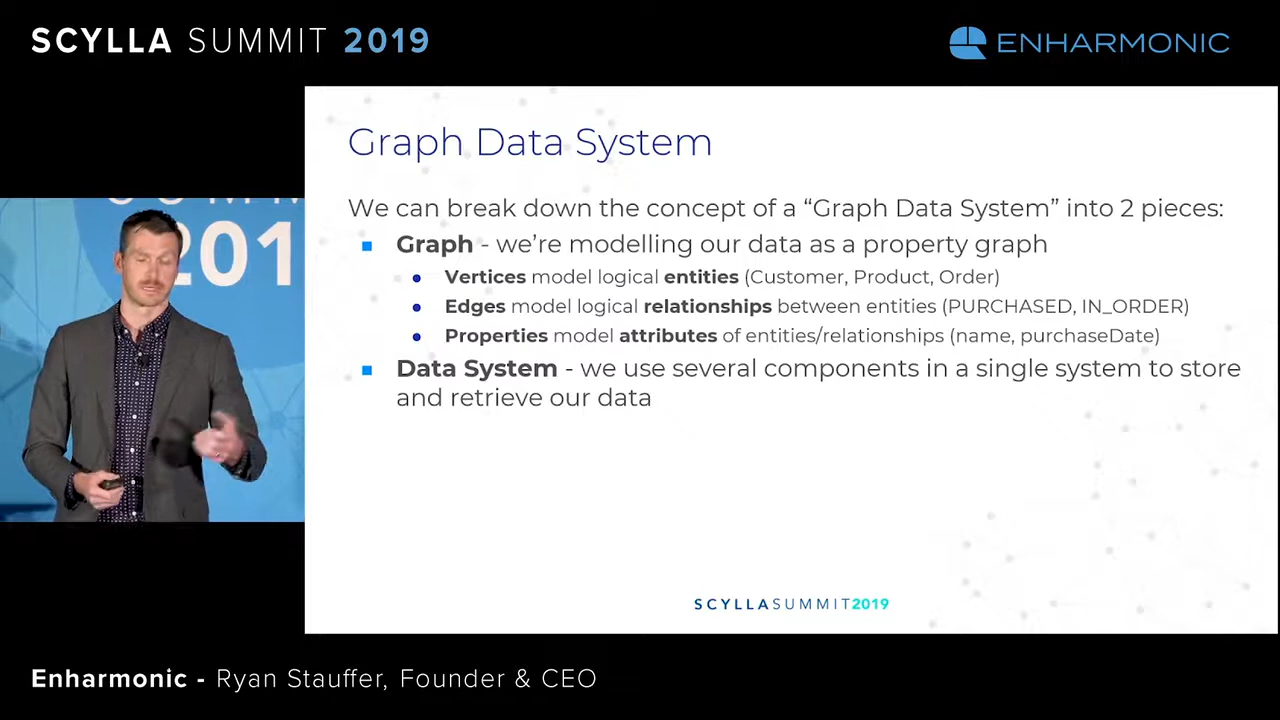 SCYLLA SUMMIT 2019
ENHARMONIC
Graph Data System
We can break down the concept of a “Graph Data System” into 2 pieces:
Graph - we’re modelling our data as a property graph
Vertices model logical entities (Customer, Product, Order)
Edges model logical relationships between entities (PURCHASED, IN_ORDER)
Properties model attributes of entities/relationships (name, purchaseDate)
Data System - we use several components in a single system to store
and retrieve our data
201
SCYLLASUMMIT2019
Enharmonic - Ryan Stauffer, Founder & CEO